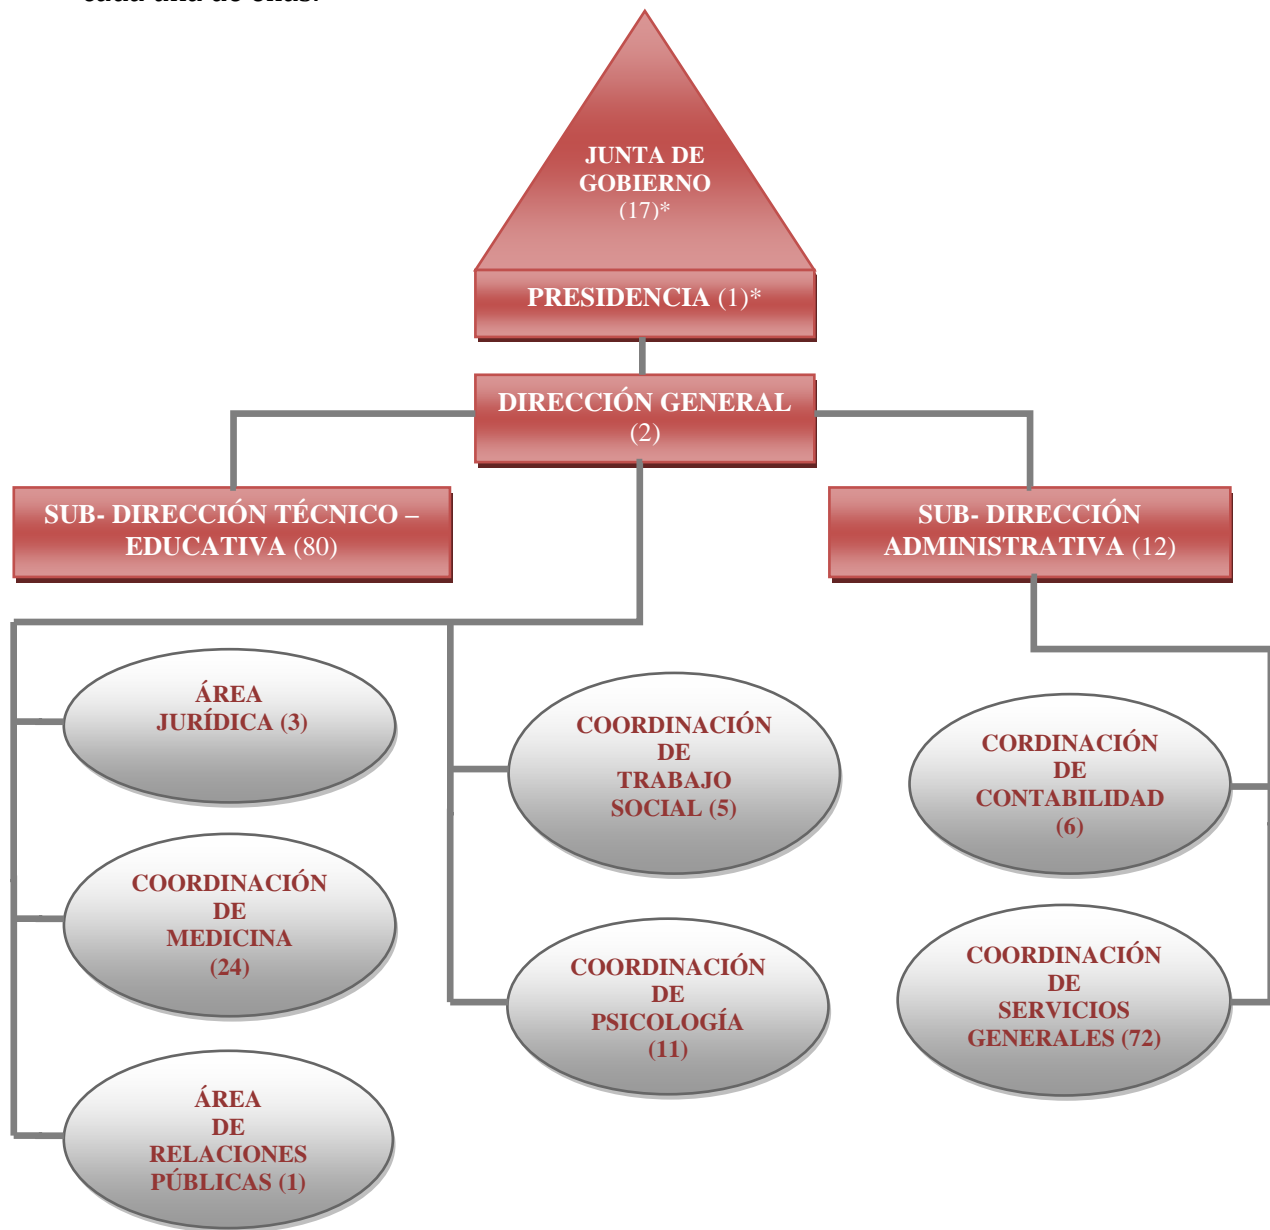 JUNTA DE
GOBIERNO
(17)*
PRESIDENCIA (1)*
DIRECCIÓN GENERAL
(2)
SUB- DIRECCIÓN TÉCNICO –
EDUCATIVA (80)
SUB- DIRECCIÓN
ADMINISTRATIVA (12)
ÁREA
JURÍDICA (3)
COORDINACIÓN
DE
MEDICINA
(24)
ÁREA
DE
RELACIONES
PÚBLICAS (1)
COORDINACIÓN
DE
TRABAJO
SOCIAL (5)
COORDINACIÓN
DE
PSICOLOGÍA
(11)
CORDINACIÓN
DE
CONTABILIDAD
(6)
COORDINACIÓN
DE
SERVICIOS
GENERALES (72)